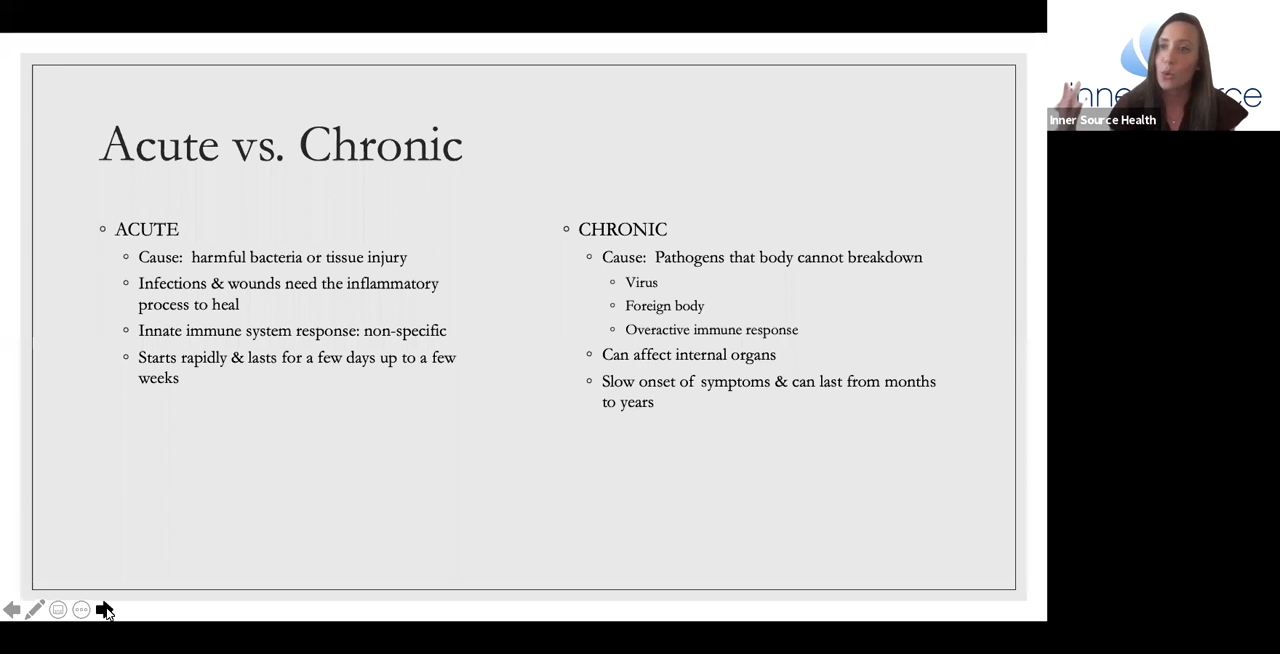 Acute vs. Chronic
ACUTE
Cause: harmful bacteria or tissue injury
Infections & wounds need the inflammatory
process to heal
Innate immune system response: non-specific
Starts rapidly & lasts for a few days up to a few
weeks
CHRONIC
Cause: Pathogens that body cannot breakdown
Virus
Foreign body
Overactive immune response
Can affect internal organs
Slow onset of symptoms & can last from months
to years
Inner Source Health